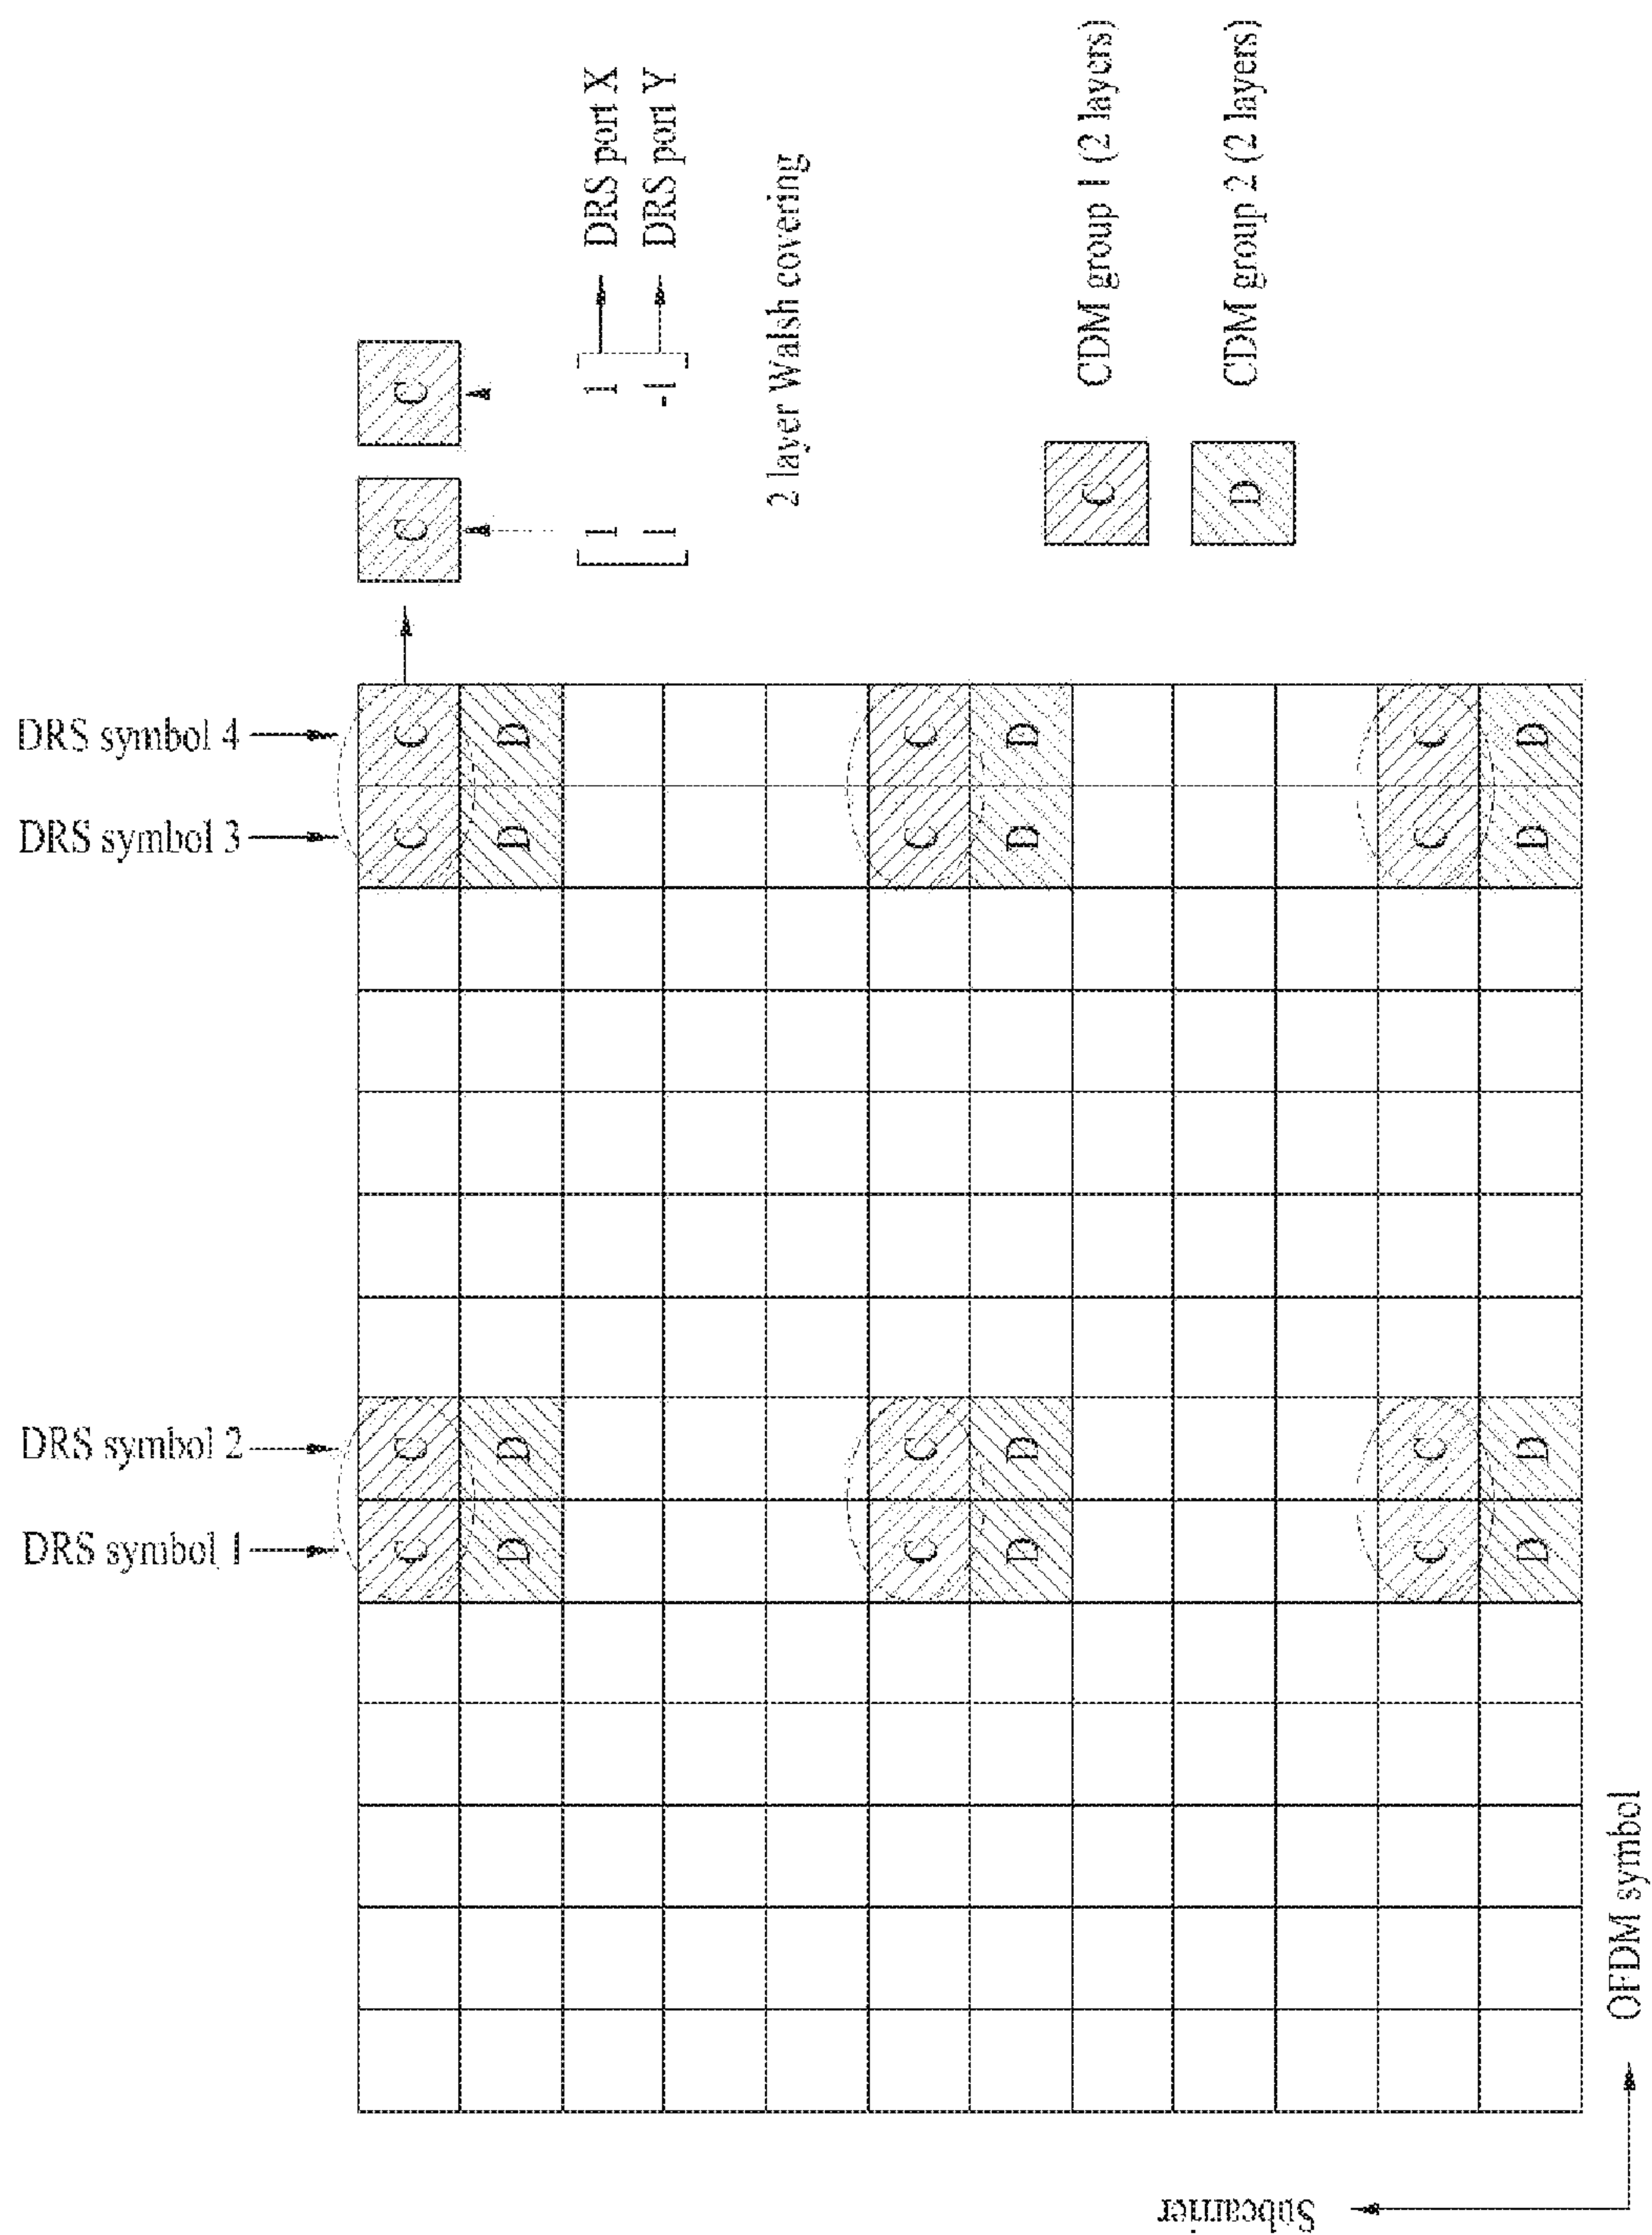 DRS symbol 1
DRS symbol 2
DRS symbol 3
DRS symbol 4
C C C C
D D D D
C C C C
D D D D
C C C C
D D D D
C C
1 1 DRS port X
1 -1 DRS port Y
2 layer Walsh covering
C CDM group 1 (2 layers)
D CDM group 2 (2 layers)
Subcarrier
OFDM symbol